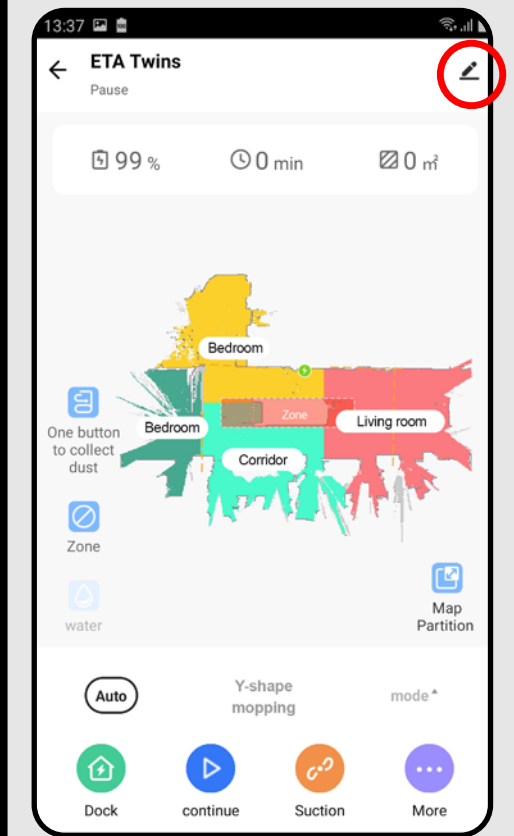 13:37
ETA Twins
Pause
99 %
0 min
0 ㎡
Bedroom
Zone
Bedroom
Living room
Corridor
One button
to collect
dust
Zone
water
Map
Partition
Auto
Y-shape
mopping
mode
Dock
continue
Suction
More